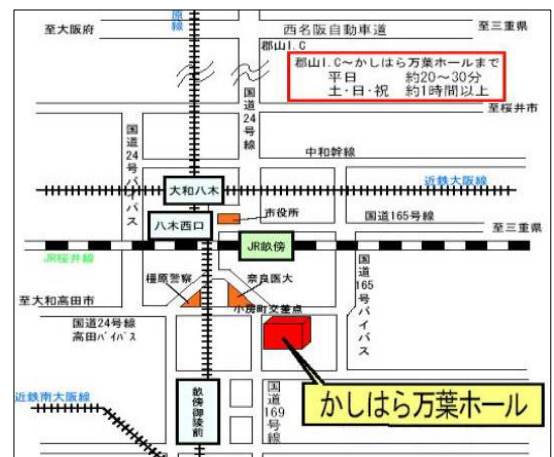 至大阪府
原線
西名阪自動車道
至三重県
郡山I.C
郡山I.C～かしはら万葉ホールまで
平日 約20～30分
土・日・祝 約1時間以上
至桜井市
国道24号線
国道24号バイパス
中和幹線
近鉄大阪線
大和八木
八木西口
市役所
国道165号線
至三重県
JR畝傍
JR桜井線
橿原警察
奈良医大
国道165号バイパス
至大和高田市
小房町交差点
国道24号線
高田バイパス
近鉄南大阪線
畝傍御陵前
国道169号線
かしはら万葉ホール